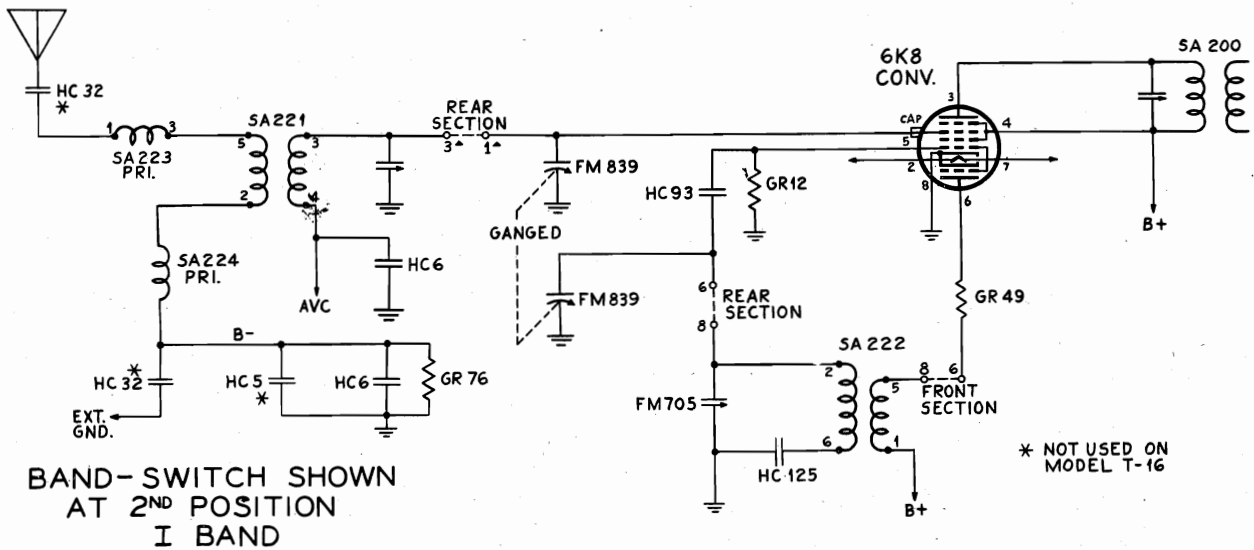 HC 32
*
1
3
SA223
PRI.
SA221
5
2
3
4
SA224
PRI.
AVC
HC6
B-
HC 32
*
HC 5
*
HC6
GR 76
EXT.
GND.
REAR
SECTION
3
1
FM 839
GANGED
FM839
HC93
GR12
6
8
REAR
SECTION
FM705
HC 125
SA 222
2
6
5
1
8
6
FRONT
SECTION
B+
GR 49
6K8
CONV.
CAP
3
5
4
2
7
8
6
SA 200
B+
* NOT USED ON
MODEL T-16
BAND-SWITCH SHOWN
AT 2ND POSITION
I BAND